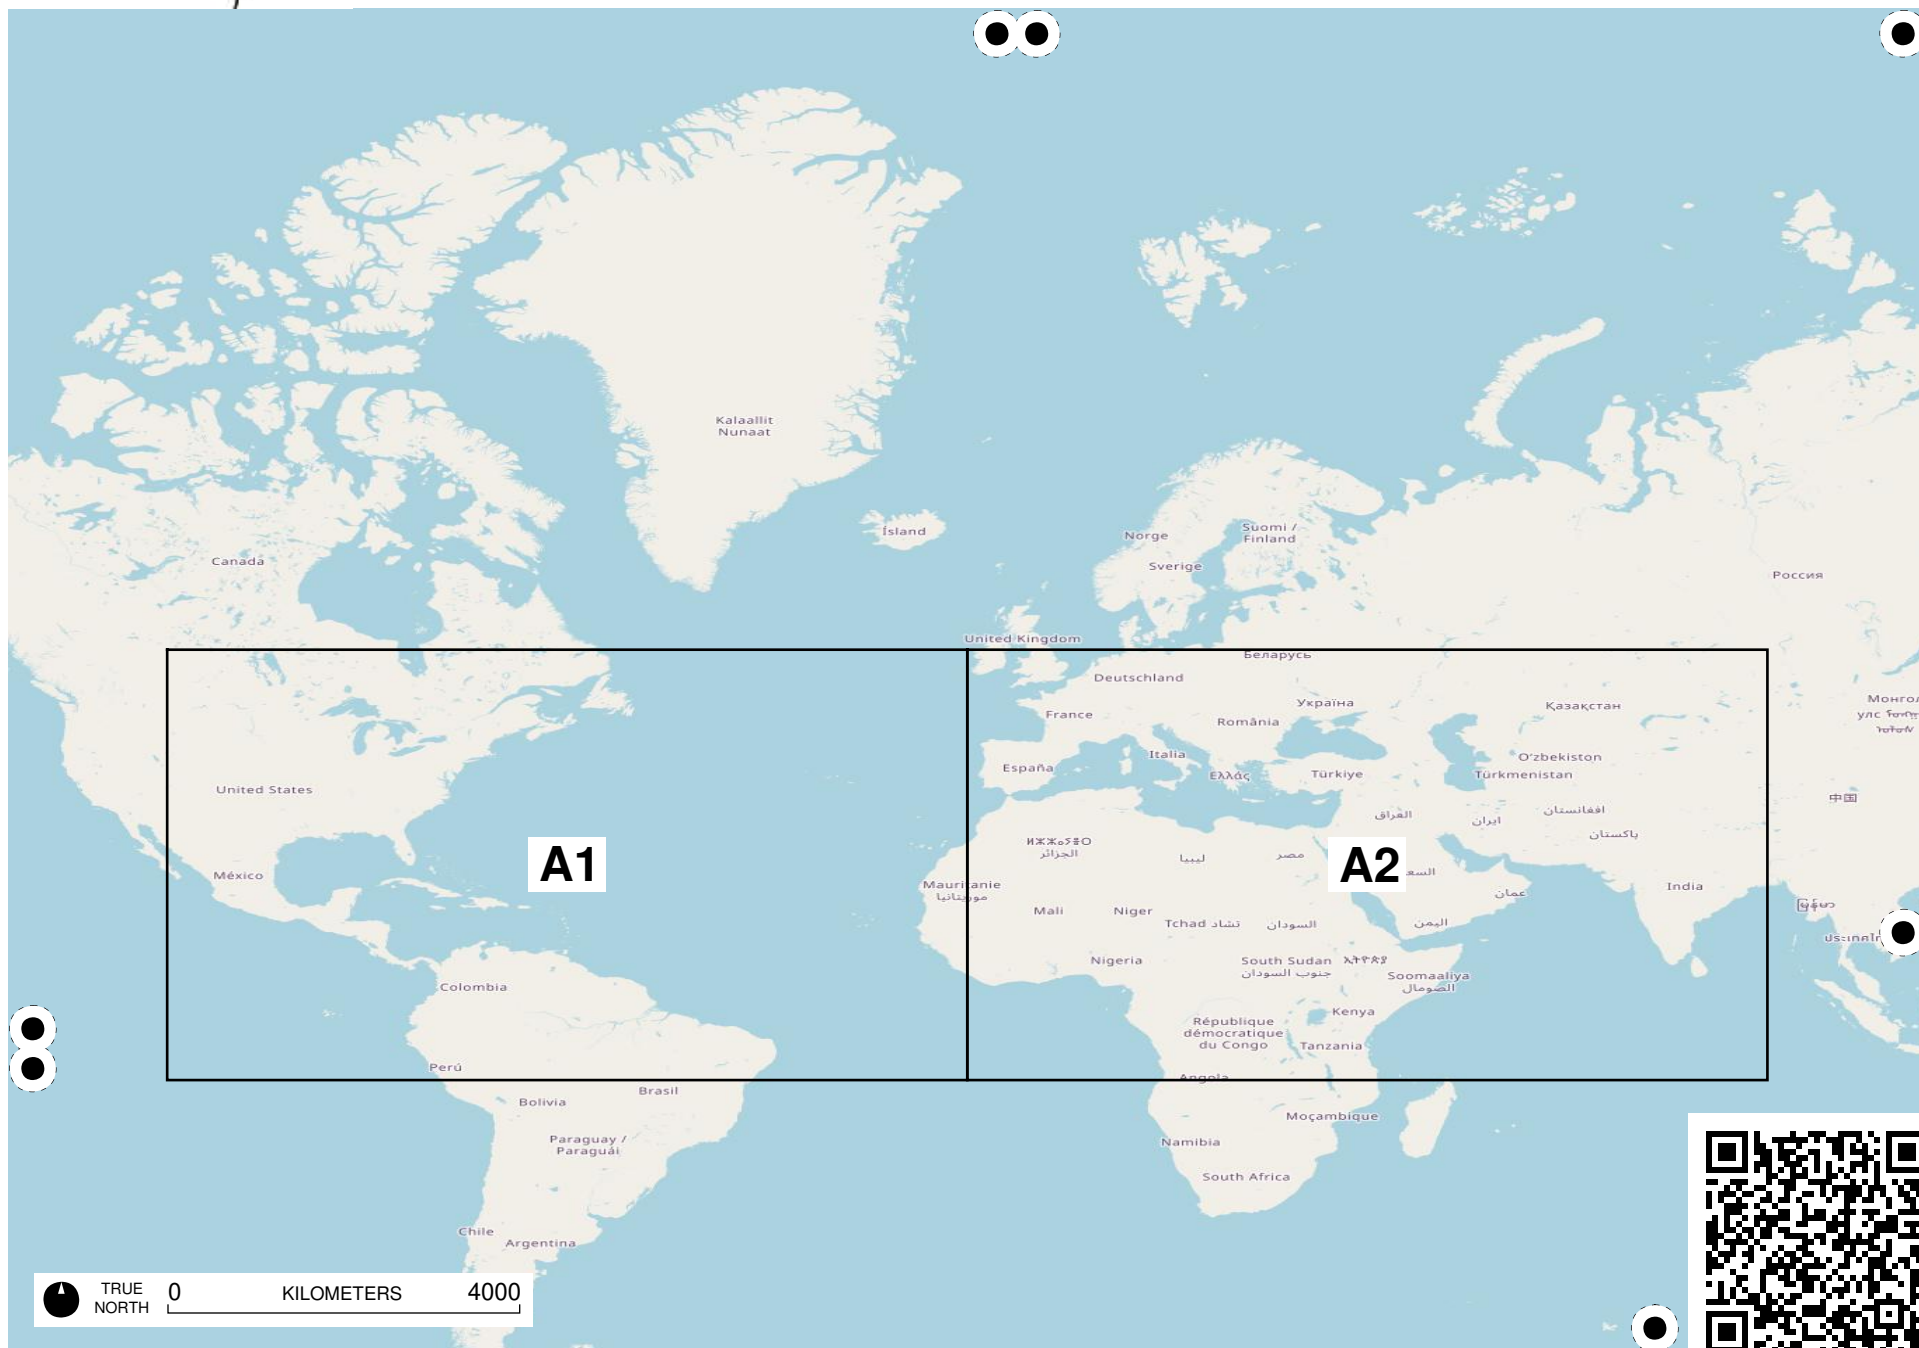 Kalaallit
Nunaat
Ísland
Norge
Suomi /
Finland
Sverige
Canada
Россия
United Kingdom
Беларусь
Deutschland
Україна
Қазақстан
France
România
Italia
España
Ελλάς
Türkiye
Oʻzbekiston
Türkmenistan
United States
中国
العراق
ایران
افغانستان
پاکستان
ⵍⵣⵣⴰⵢⴻⵔ
الجزائر
ليبيا
مصر
A1
A2
السع
México
Mauritanie
موريتانيا
عمان
India
Mali
Niger
Tchad تشاد
السودان
اليمن
Nigeria
South Sudan
جنوب السودان
ኢትዮጵያ
Soomaaliya
الصومال
Colombia
Kenya
République
démocratique
du Congo
Tanzania
Perú
Angola
Brasil
Bolivia
Moçambique
Paraguay /
Paraguái
Namibia
South Africa
Chile
Argentina
TRUE
NORTH
0 KILOMETERS 4000